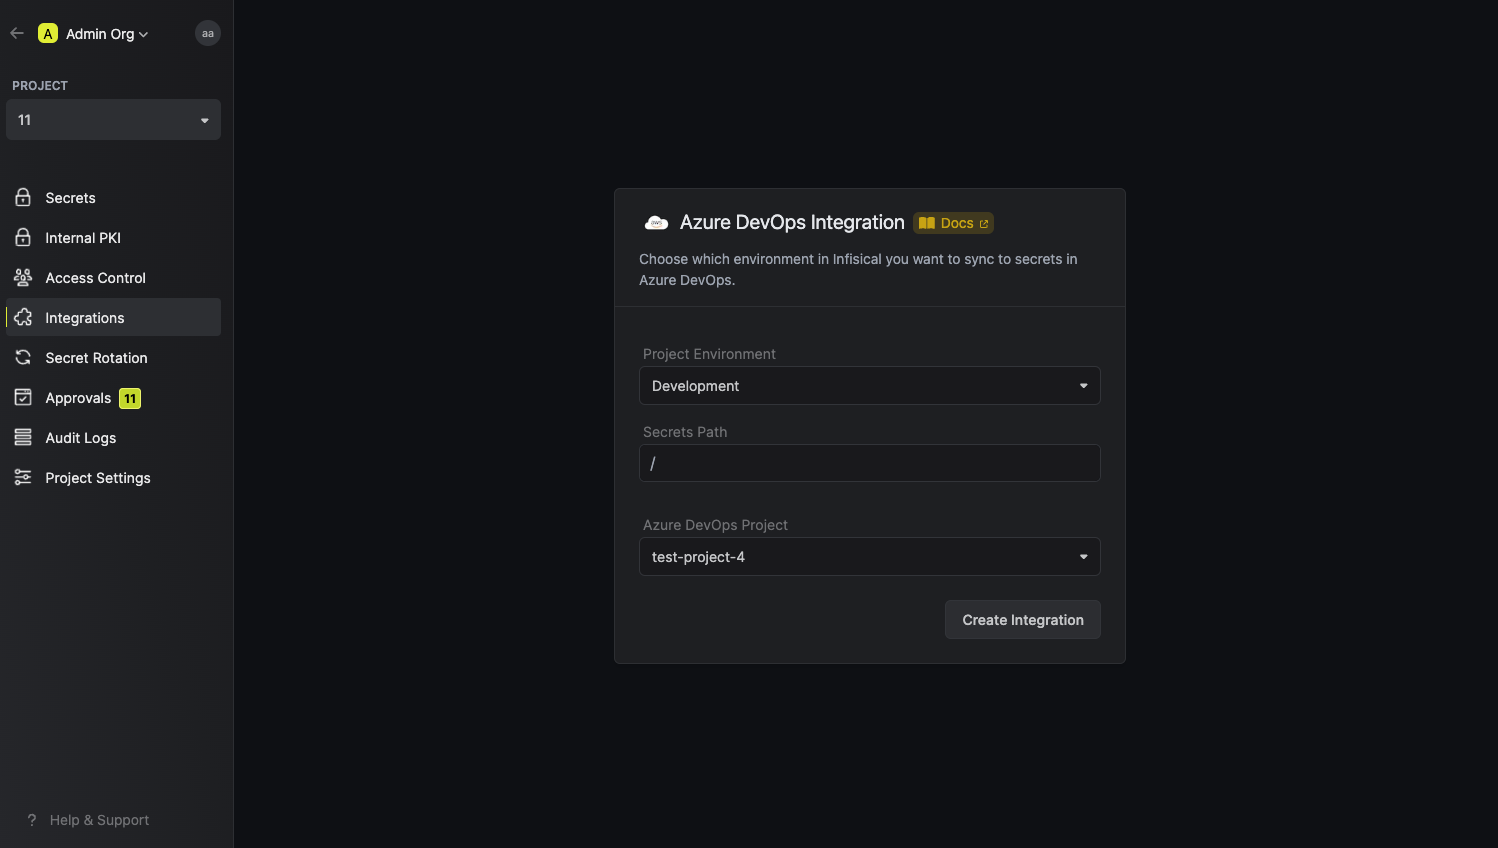 A Admin Org
aa
PROJECT
11
Secrets
Internal PKI
Access Control
Integrations
Secret Rotation
Approvals 11
Audit Logs
Project Settings
? Help & Support
Azure DevOps Integration Docs
Choose which environment in Infisical you want to sync to secrets in
Azure DevOps.
Project Environment
Development
Secrets Path
/
Azure DevOps Project
test-project-4
Create Integration